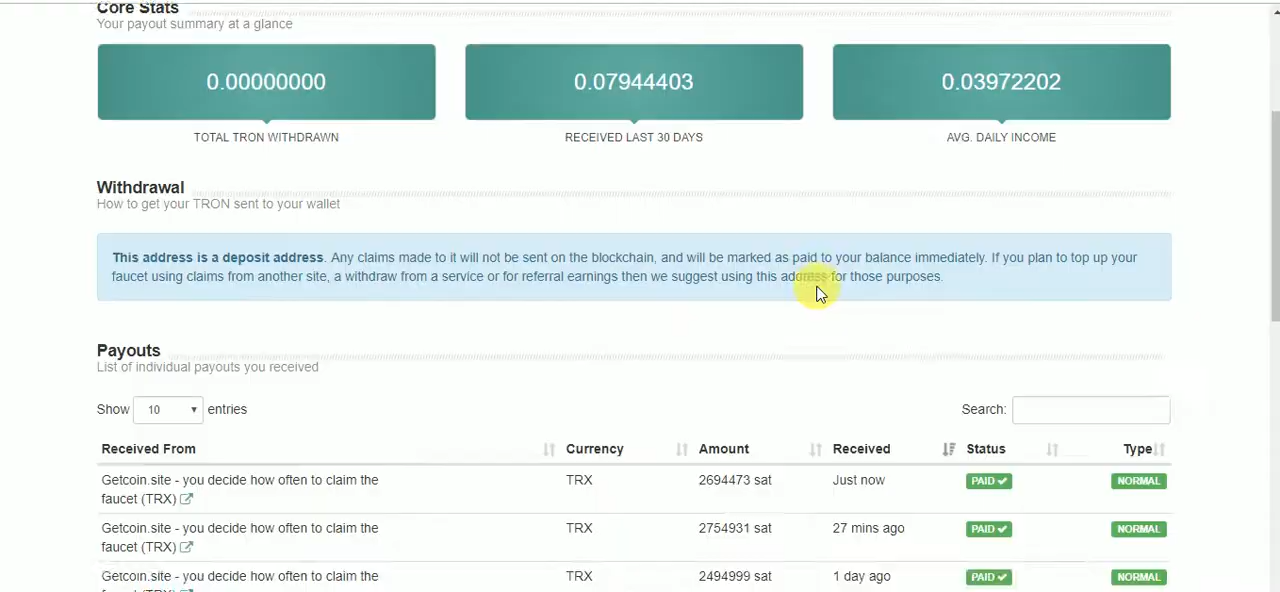 Core Stats
Your payout summary at a glance
0.00000000 0.07944403 0.03972202
TOTAL TRON WITHDRAWN RECEIVED LAST 30 DAYS AVG. DAILY INCOME
Withdrawal
How to get your TRON sent to your wallet
This address is a deposit address. Any claims made to it will not be sent on the blockchain, and will be marked as paid to your balance immediately. If you plan to top up your
faucet using claims from another site, a withdraw from a service or for referral earnings then we suggest using this address for those purposes.
Payouts
List of individual payouts you received
Show 10 entries Search:
Received From Currency Amount Received Status Type
Getcoin.site - you decide how often to claim the TRX 2694473 sat Just now PAID NORMAL
faucet (TRX)
Getcoin.site - you decide how often to claim the TRX 2754931 sat 27 mins ago PAID NORMAL
faucet (TRX)
Getcoin.site - you decide how often to claim the TRX 2494999 sat 1 day ago PAID NORMAL